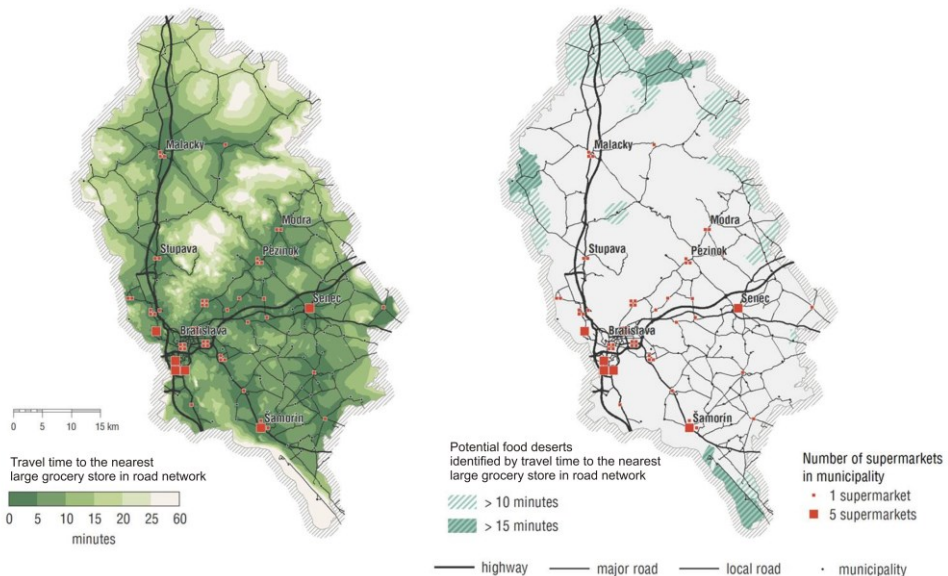 Malacky
Modra
Stupava
Pezinok
Senec
Bratislava
Šamorín
0 5 10 15 km
Travel time to the nearest
large grocery store in road network
0 5 10 15 20 25 60
minutes
Malacky
Modra
Stupava
Pezinok
Senec
Bratislava
Šamorín
Potential food deserts
identified by travel time to the nearest
large grocery store in road network
> 10 minutes
> 15 minutes
Number of supermarkets
in municipality
1 supermarket
5 supermarkets
highway
major road
local road
municipality